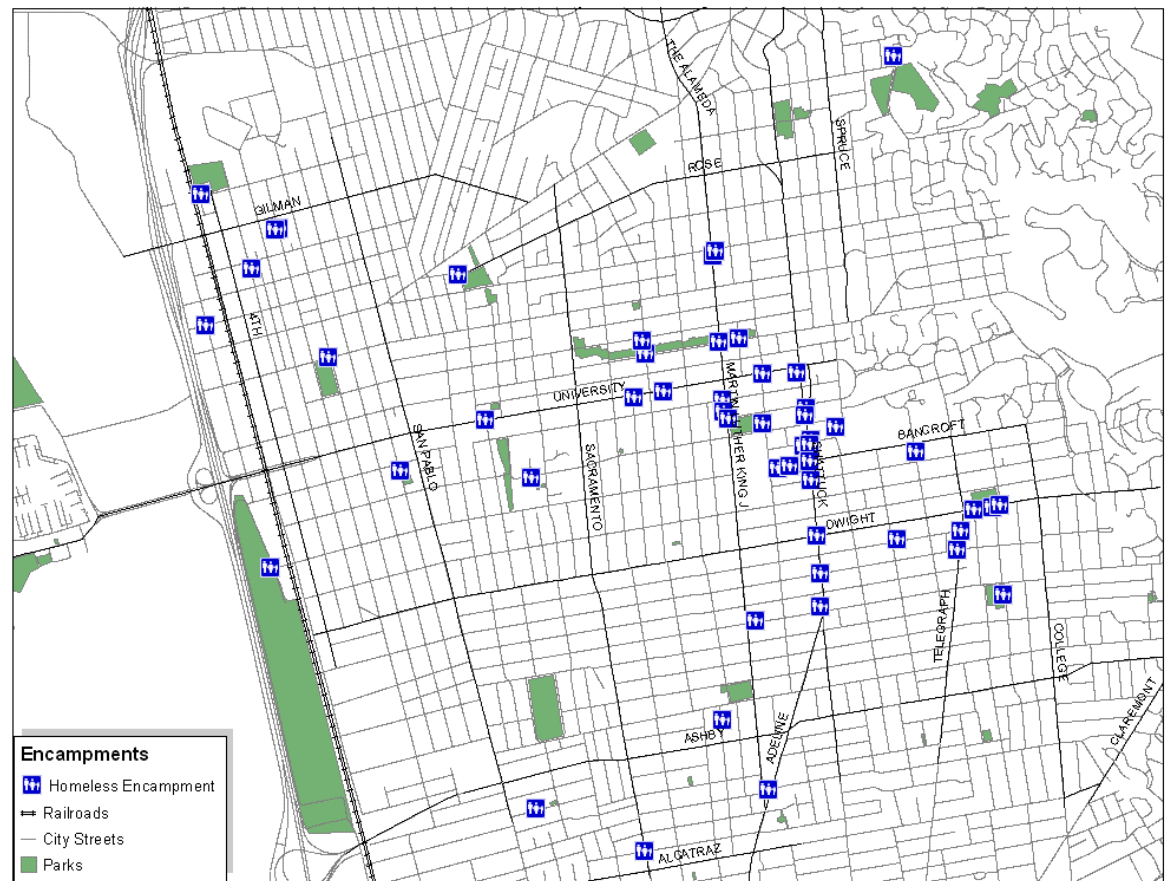 THE ALAMEDA
SPRUCE
ROSE
GILMAN
4TH
UNIVERSITY
MARTIN LUTHER KING J
SAN PABLO
SACRAMENTO
SHATTUCK
BANCROFT
DWIGHT
TELEGRAPH
COLLEGE
CLAREMONT
ASHBY
ADELINE
ALCATRAZ
Encampments
Homeless Encampment
Railroads
City Streets
Parks